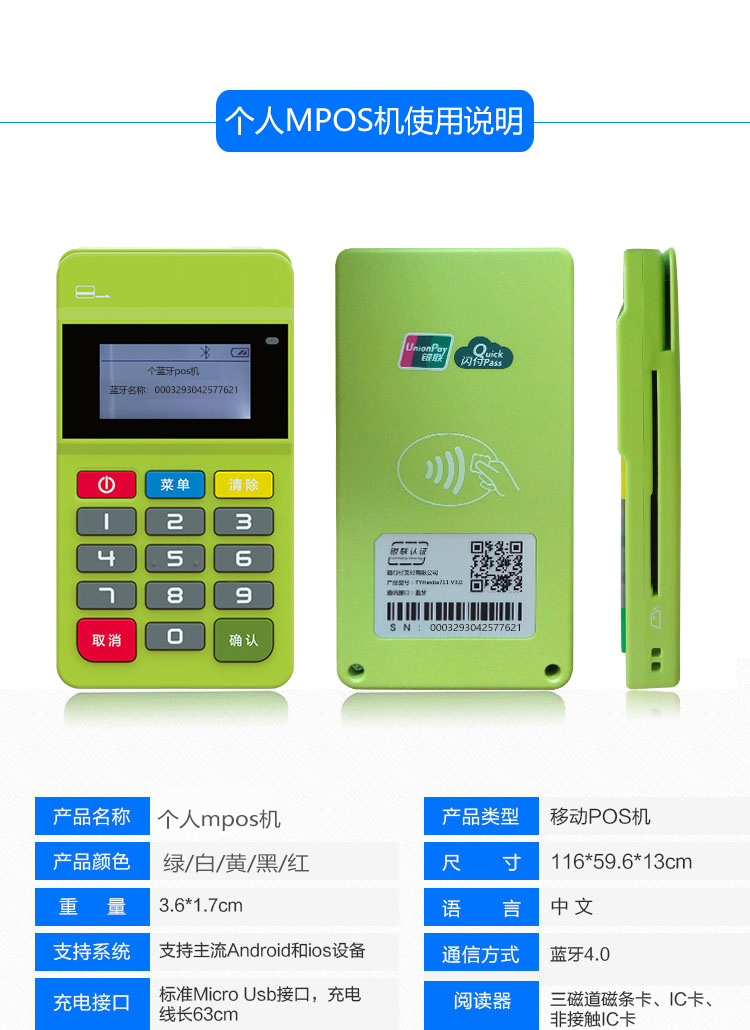 个人MPOS机使用说明
个蓝牙pos机
蓝牙名称：0003293042577621
菜单
清除
1
2
3
4
5
6
7
8
9
取消
0
确认
UnionPay
银联
Quick
闪付Pass
银联认证
通讯接口：蓝牙
SN：0003293042577621
产品名称 个人mpos机
产品类型 移动POS机
产品颜色 绿/白/黄/黑/红
尺 寸 116*59.6*13cm
重 量 3.6*1.7cm
语 言 中文
支持系统 支持主流Android和ios设备
通信方式 蓝牙4.0
充电接口 标准Micro Usb接口，充电
线长63cm
阅读器 三磁道磁条卡、IC卡、
非接触IC卡